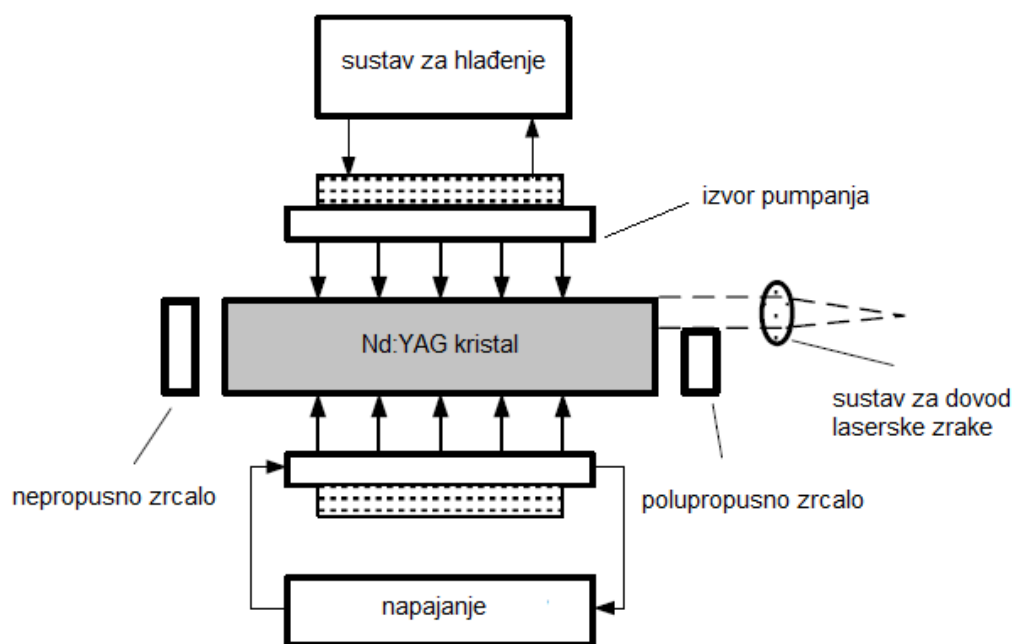 sustav za hlađenje
izvor pumpanja
Nd:YAG kristal
sustav za dovod
laserske zrake
nepropusno zrcalo
polupropusno zrcalo
napajanje